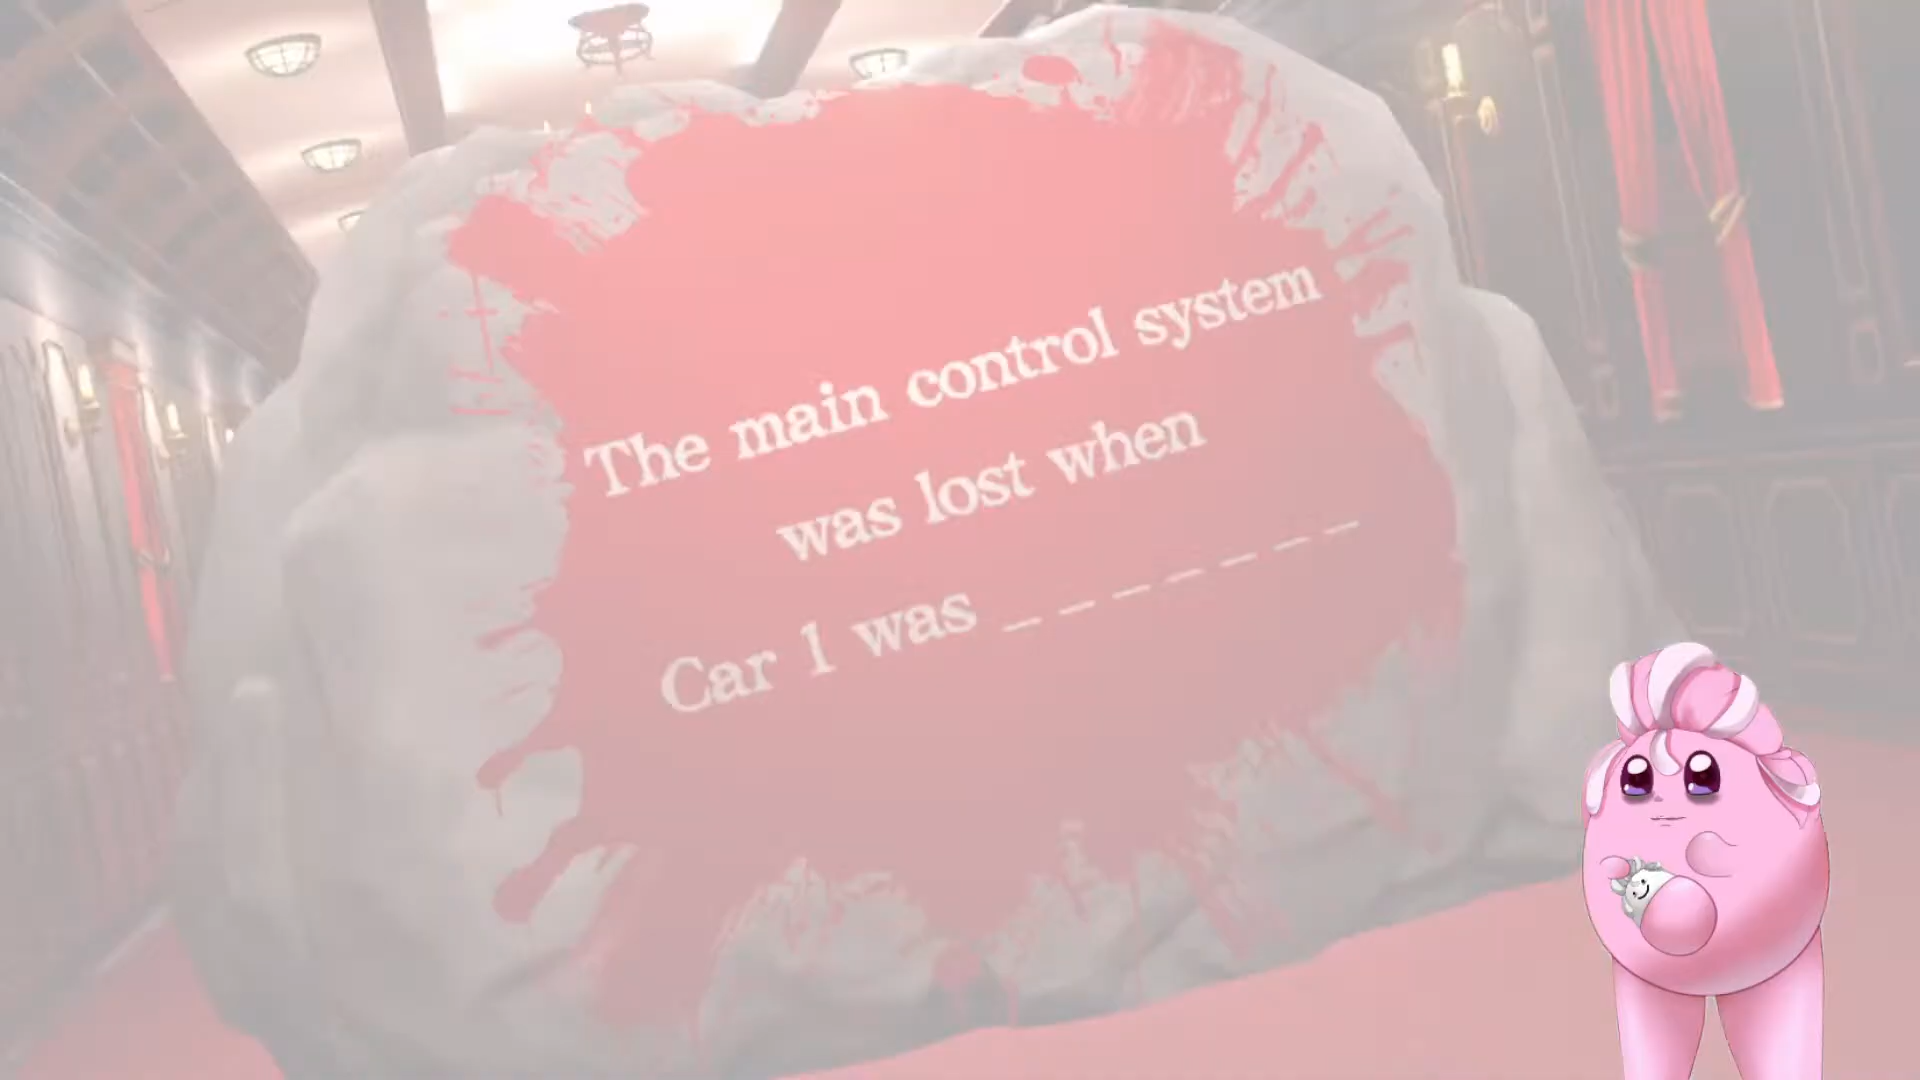 The main control system
was lost when
Car 1 was _ _ _ _ _ _ _